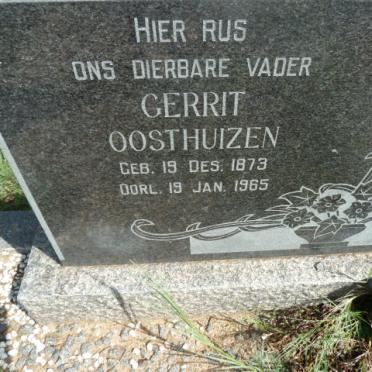 HIER RUS
ONS DIERBARE VADER
GERRIT
OOSTHUIZEN
GEB. 19 DES. 1873
OORL. 19 JAN. 1965